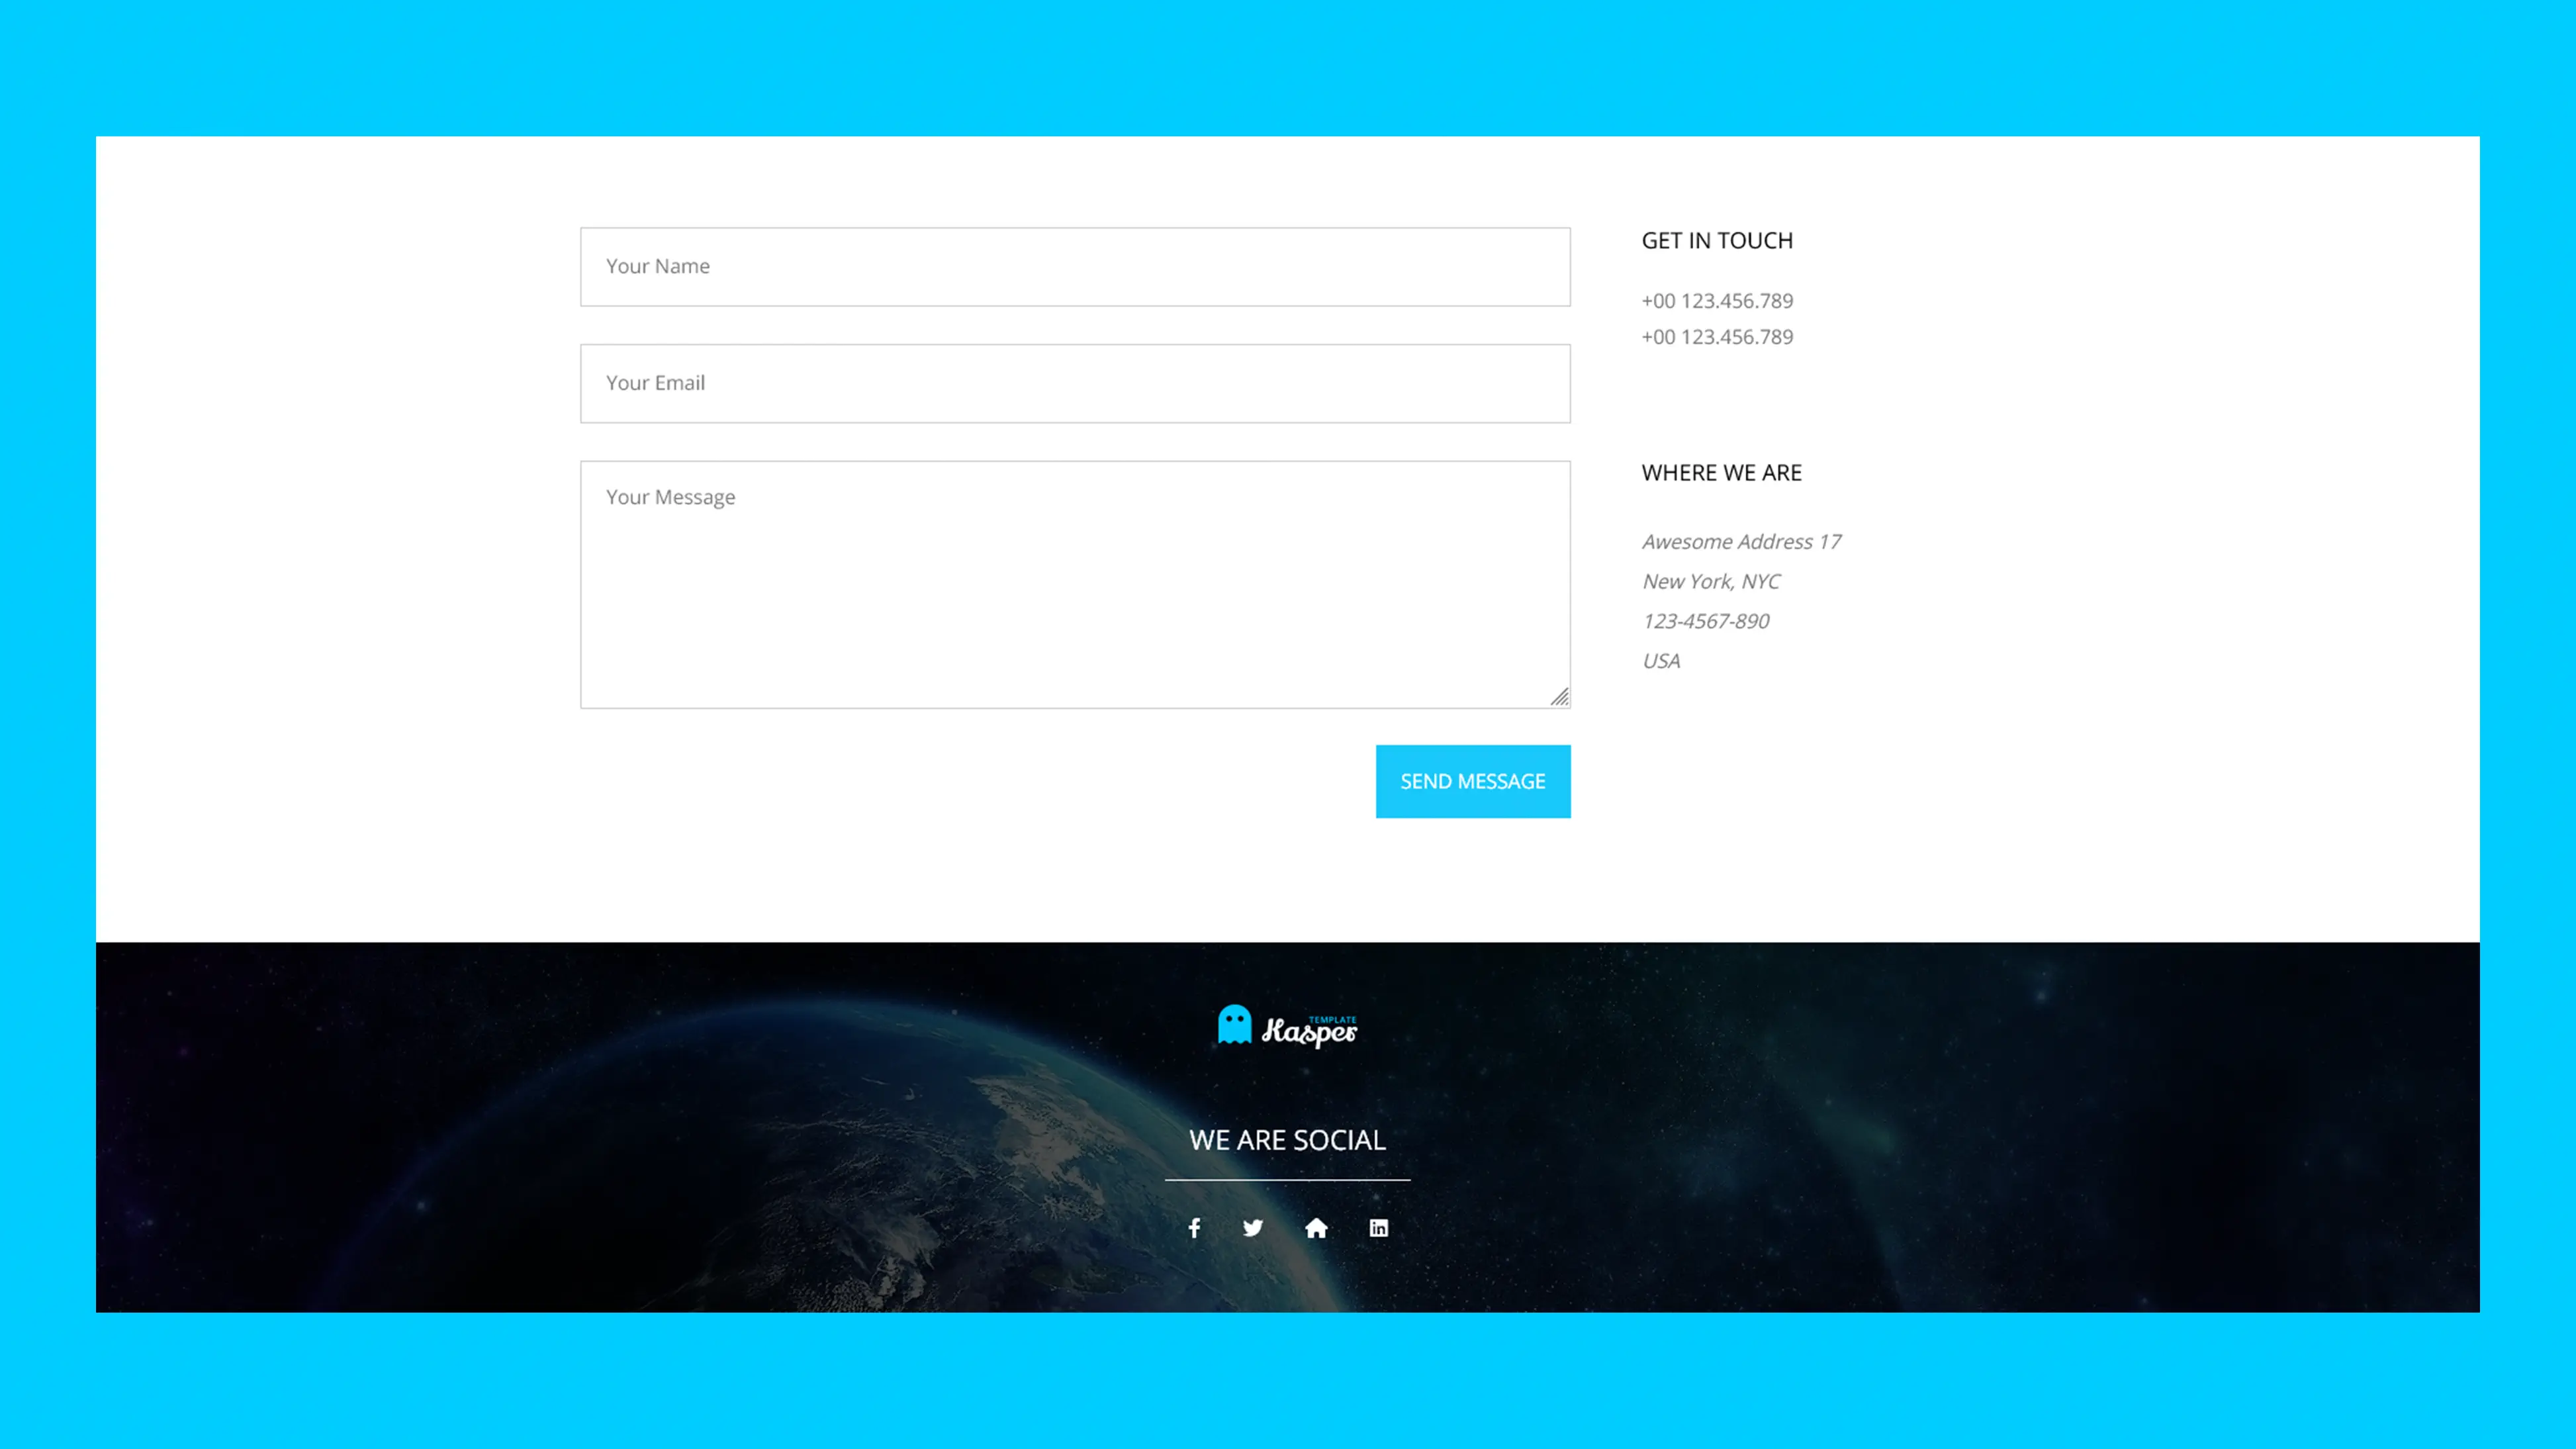 Your Name
Your Email
Your Message
SEND MESSAGE
GET IN TOUCH
+00 123.456.789
+00 123.456.789
WHERE WE ARE
Awesome Address 17
New York, NYC
123-4567-890
USA
TEMPLATE
Kasper
WE ARE SOCIAL
f
in